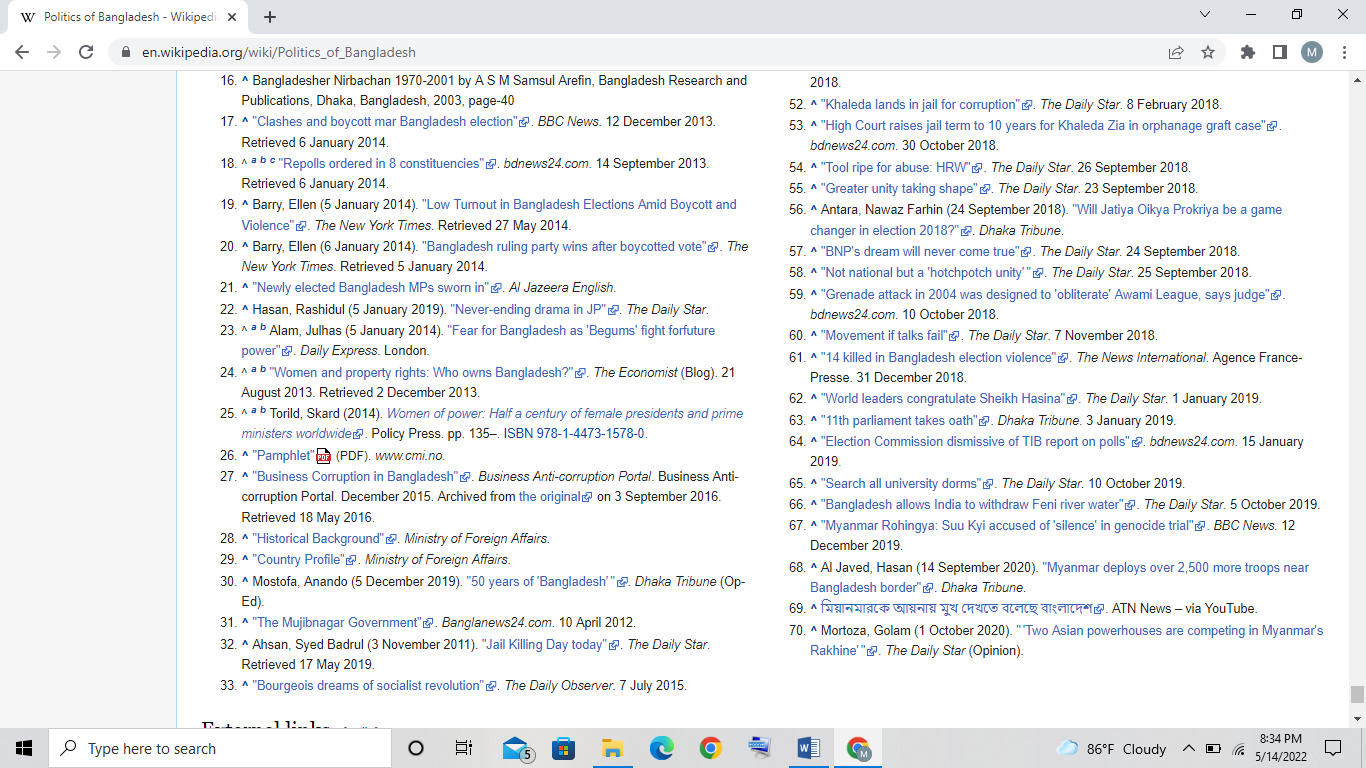 Politics of Bangladesh - Wikipedi
en.wikipedia.org/wiki/Politics_of_Bangladesh
M
16. ^ Bangladesher Nirbachan 1970-2001 by A S M Samsul Arefin, Bangladesh Research and
Publications, Dhaka, Bangladesh, 2003, page-40
17. ^ "Clashes and boycott mar Bangladesh election". BBC News. 12 December 2013.
Retrieved 6 January 2014.
18. ^ a b c "Repolls ordered in 8 constituencies". bdnews24.com. 14 September 2013.
Retrieved 6 January 2014.
19. ^ Barry, Ellen (5 January 2014). "Low Turnout in Bangladesh Elections Amid Boycott and
Violence". The New York Times. Retrieved 27 May 2014.
20. ^ Barry, Ellen (6 January 2014). "Bangladesh ruling party wins after boycotted vote". The
New York Times. Retrieved 5 January 2014.
21. ^ "Newly elected Bangladesh MPs sworn in". Al Jazeera English.
22. ^ Hasan, Rashidul (5 January 2019). "Never-ending drama in JP". The Daily Star.
23. ^ a b Alam, Julhas (5 January 2014). "Fear for Bangladesh as 'Begums' fight forfuture
power". Daily Express. London.
24. ^ a b "Women and property rights: Who owns Bangladesh?". The Economist (Blog). 21
August 2013. Retrieved 2 December 2013.
25. ^ a b Torild, Skard (2014). Women of power: Half a century of female presidents and prime
ministers worldwide. Policy Press. pp. 135–. ISBN 978-1-4473-1578-0.
26. ^ "Pamphlet" (PDF). www.cmi.no.
27. ^ "Business Corruption in Bangladesh". Business Anti-corruption Portal. Business Anti-
corruption Portal. December 2015. Archived from the original on 3 September 2016.
Retrieved 18 May 2016.
28. ^ "Historical Background". Ministry of Foreign Affairs.
29. ^ "Country Profile". Ministry of Foreign Affairs.
30. ^ Mostofa, Anando (5 December 2019). "50 years of 'Bangladesh' ". Dhaka Tribune (Op-
Ed).
31. ^ "The Mujibnagar Government". Banglanews24.com. 10 April 2012.
32. ^ Ahsan, Syed Badrul (3 November 2011). "Jail Killing Day today". The Daily Star.
Retrieved 17 May 2019.
33. ^ "Bourgeois dreams of socialist revolution". The Daily Observer. 7 July 2015.
2018.
52. ^ "Khaleda lands in jail for corruption". The Daily Star. 8 February 2018.
53. ^ "High Court raises jail term to 10 years for Khaleda Zia in orphanage graft case".
bdnews24.com. 30 October 2018.
54. ^ "Tool ripe for abuse: HRW". The Daily Star. 26 September 2018.
55. ^ "Greater unity taking shape". The Daily Star. 23 September 2018.
56. ^ Antara, Nawaz Farhin (24 September 2018). "Will Jatiya Oikya Prokriya be a game
changer in election 2018?". Dhaka Tribune.
57. ^ "BNP's dream will never come true". The Daily Star. 24 September 2018.
58. ^ "Not national but a 'hotchpotch unity' ". The Daily Star. 25 September 2018.
59. ^ "Grenade attack in 2004 was designed to 'obliterate' Awami League, says judge".
bdnews24.com. 10 October 2018.
60. ^ "Movement if talks fail". The Daily Star. 7 November 2018.
61. ^ "14 killed in Bangladesh election violence". The News International. Agence France-
Presse. 31 December 2018.
62. ^ "World leaders congratulate Sheikh Hasina". The Daily Star. 1 January 2019.
63. ^ "11th parliament takes oath". Dhaka Tribune. 3 January 2019.
64. ^ "Election Commission dismissive of TIB report on polls". bdnews24.com. 15 January
2019.
65. ^ "Search all university dorms". The Daily Star. 10 October 2019.
66. ^ "Bangladesh allows India to withdraw Feni river water". The Daily Star. 5 October 2019.
67. ^ "Myanmar Rohingya: Suu Kyi accused of 'silence' in genocide trial". BBC News. 12
December 2019.
68. ^ Al Javed, Hasan (14 September 2020). "Myanmar deploys over 2,500 more troops near
Bangladesh border". Dhaka Tribune.
69. ^ মিয়ানমারকে আয়নায় মুখ দেখতে বলেছে বাংলাদেশ. ATN News – via YouTube.
70. ^ Mortoza, Golam (1 October 2020). " 'Two Asian powerhouses are competing in Myanmar's
Rakhine' ". The Daily Star (Opinion).
Type here to search
5
M
86°F Cloudy
8:34 PM
5/14/2022